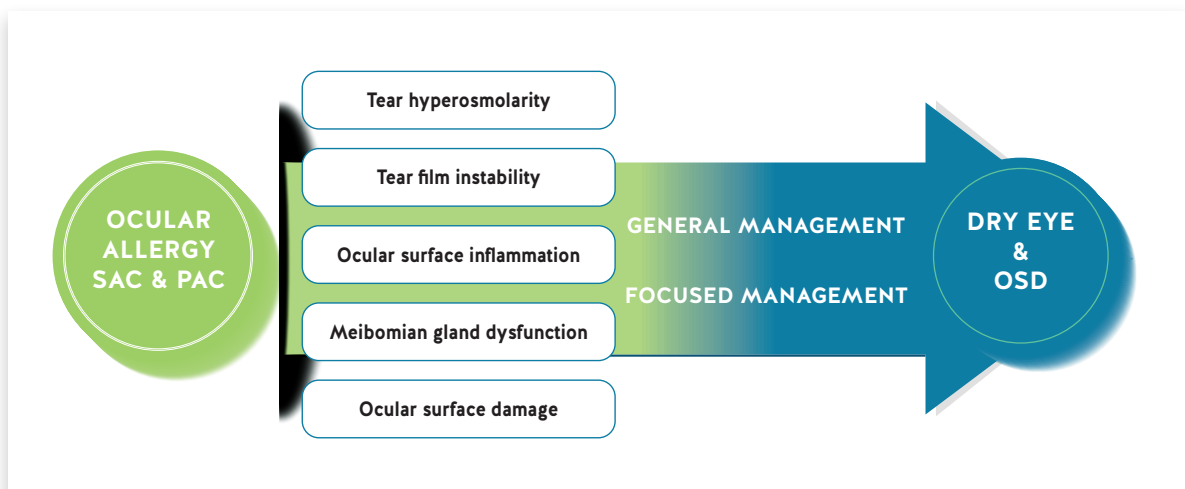 OCULAR
ALLERGY
SAC & PAC
Tear hyperosmolarity
Tear film instability
Ocular surface inflammation
Meibomian gland dysfunction
Ocular surface damage
GENERAL MANAGEMENT
FOCUSED MANAGEMENT
DRY EYE
&
OSD